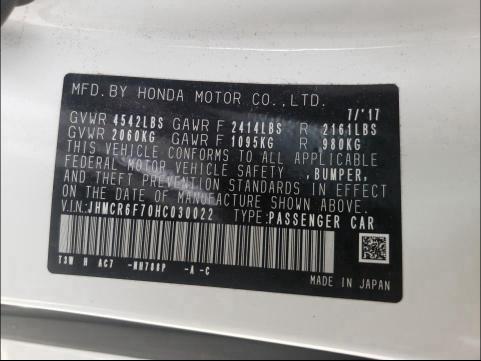 MFD. BY HONDA MOTOR CO., LTD.
7/'17
GVWR 4542LBS GAWR F 2414LBS R 2161LBS
GVWR 2060KG GAWR F 1095KG R 980KG
THIS VEHICLE CONFORMS TO ALL APPLICABLE
FEDERAL MOTOR VEHICLE SAFETY , BUMPER,
AND THEFT PREVENTION STANDARDS IN EFFECT
ON THE DATE OF MANUFACTURE SHOWN ABOVE.
V.I.N: JHMCR6F70HC030022 TYPE: PASSENGER CAR
T3W H AC7 -NH788P -A -C
MADE IN JAPAN